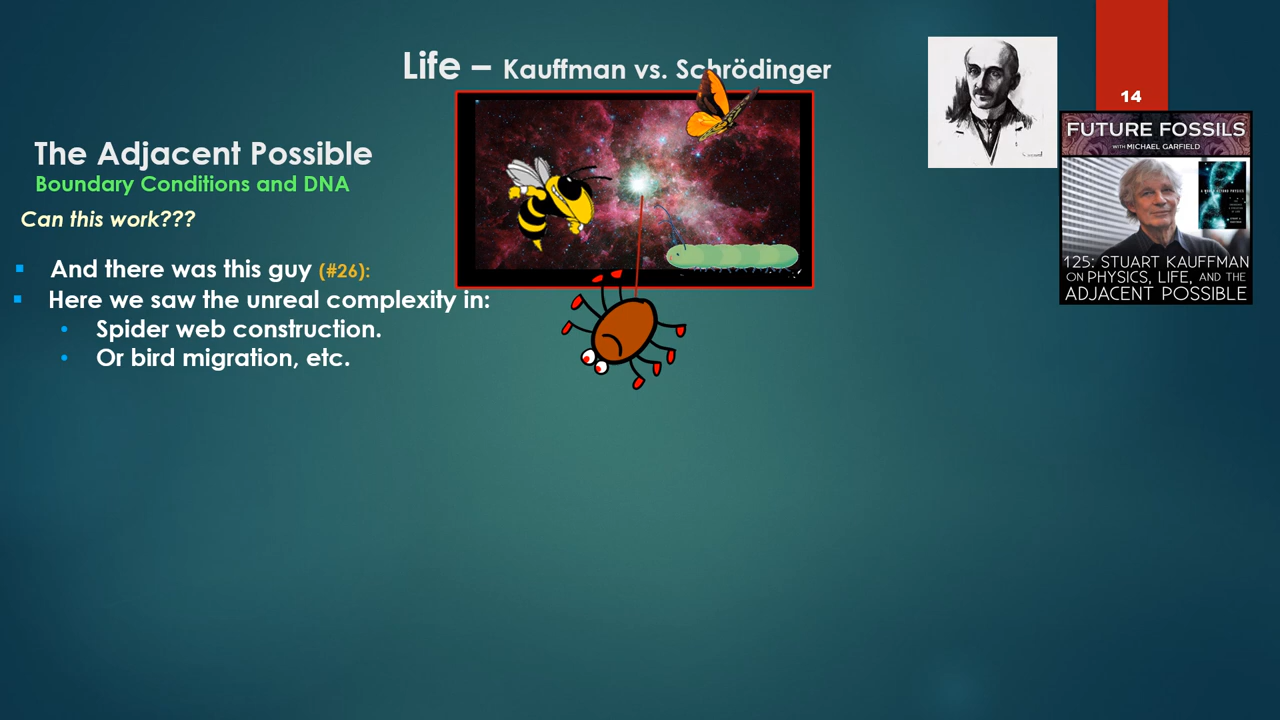 Life – Kauffman vs. Schrödinger
14
The Adjacent Possible
Boundary Conditions and DNA
Can this work???
And there was this guy (#26):
Here we saw the unreal complexity in:
Spider web construction.
Or bird migration, etc.
FUTURE FOSSILS
WITH MICHAEL GARFIELD
125: STUART KAUFFMAN
ON PHYSICS, LIFE, AND THE
ADJACENT POSSIBLE